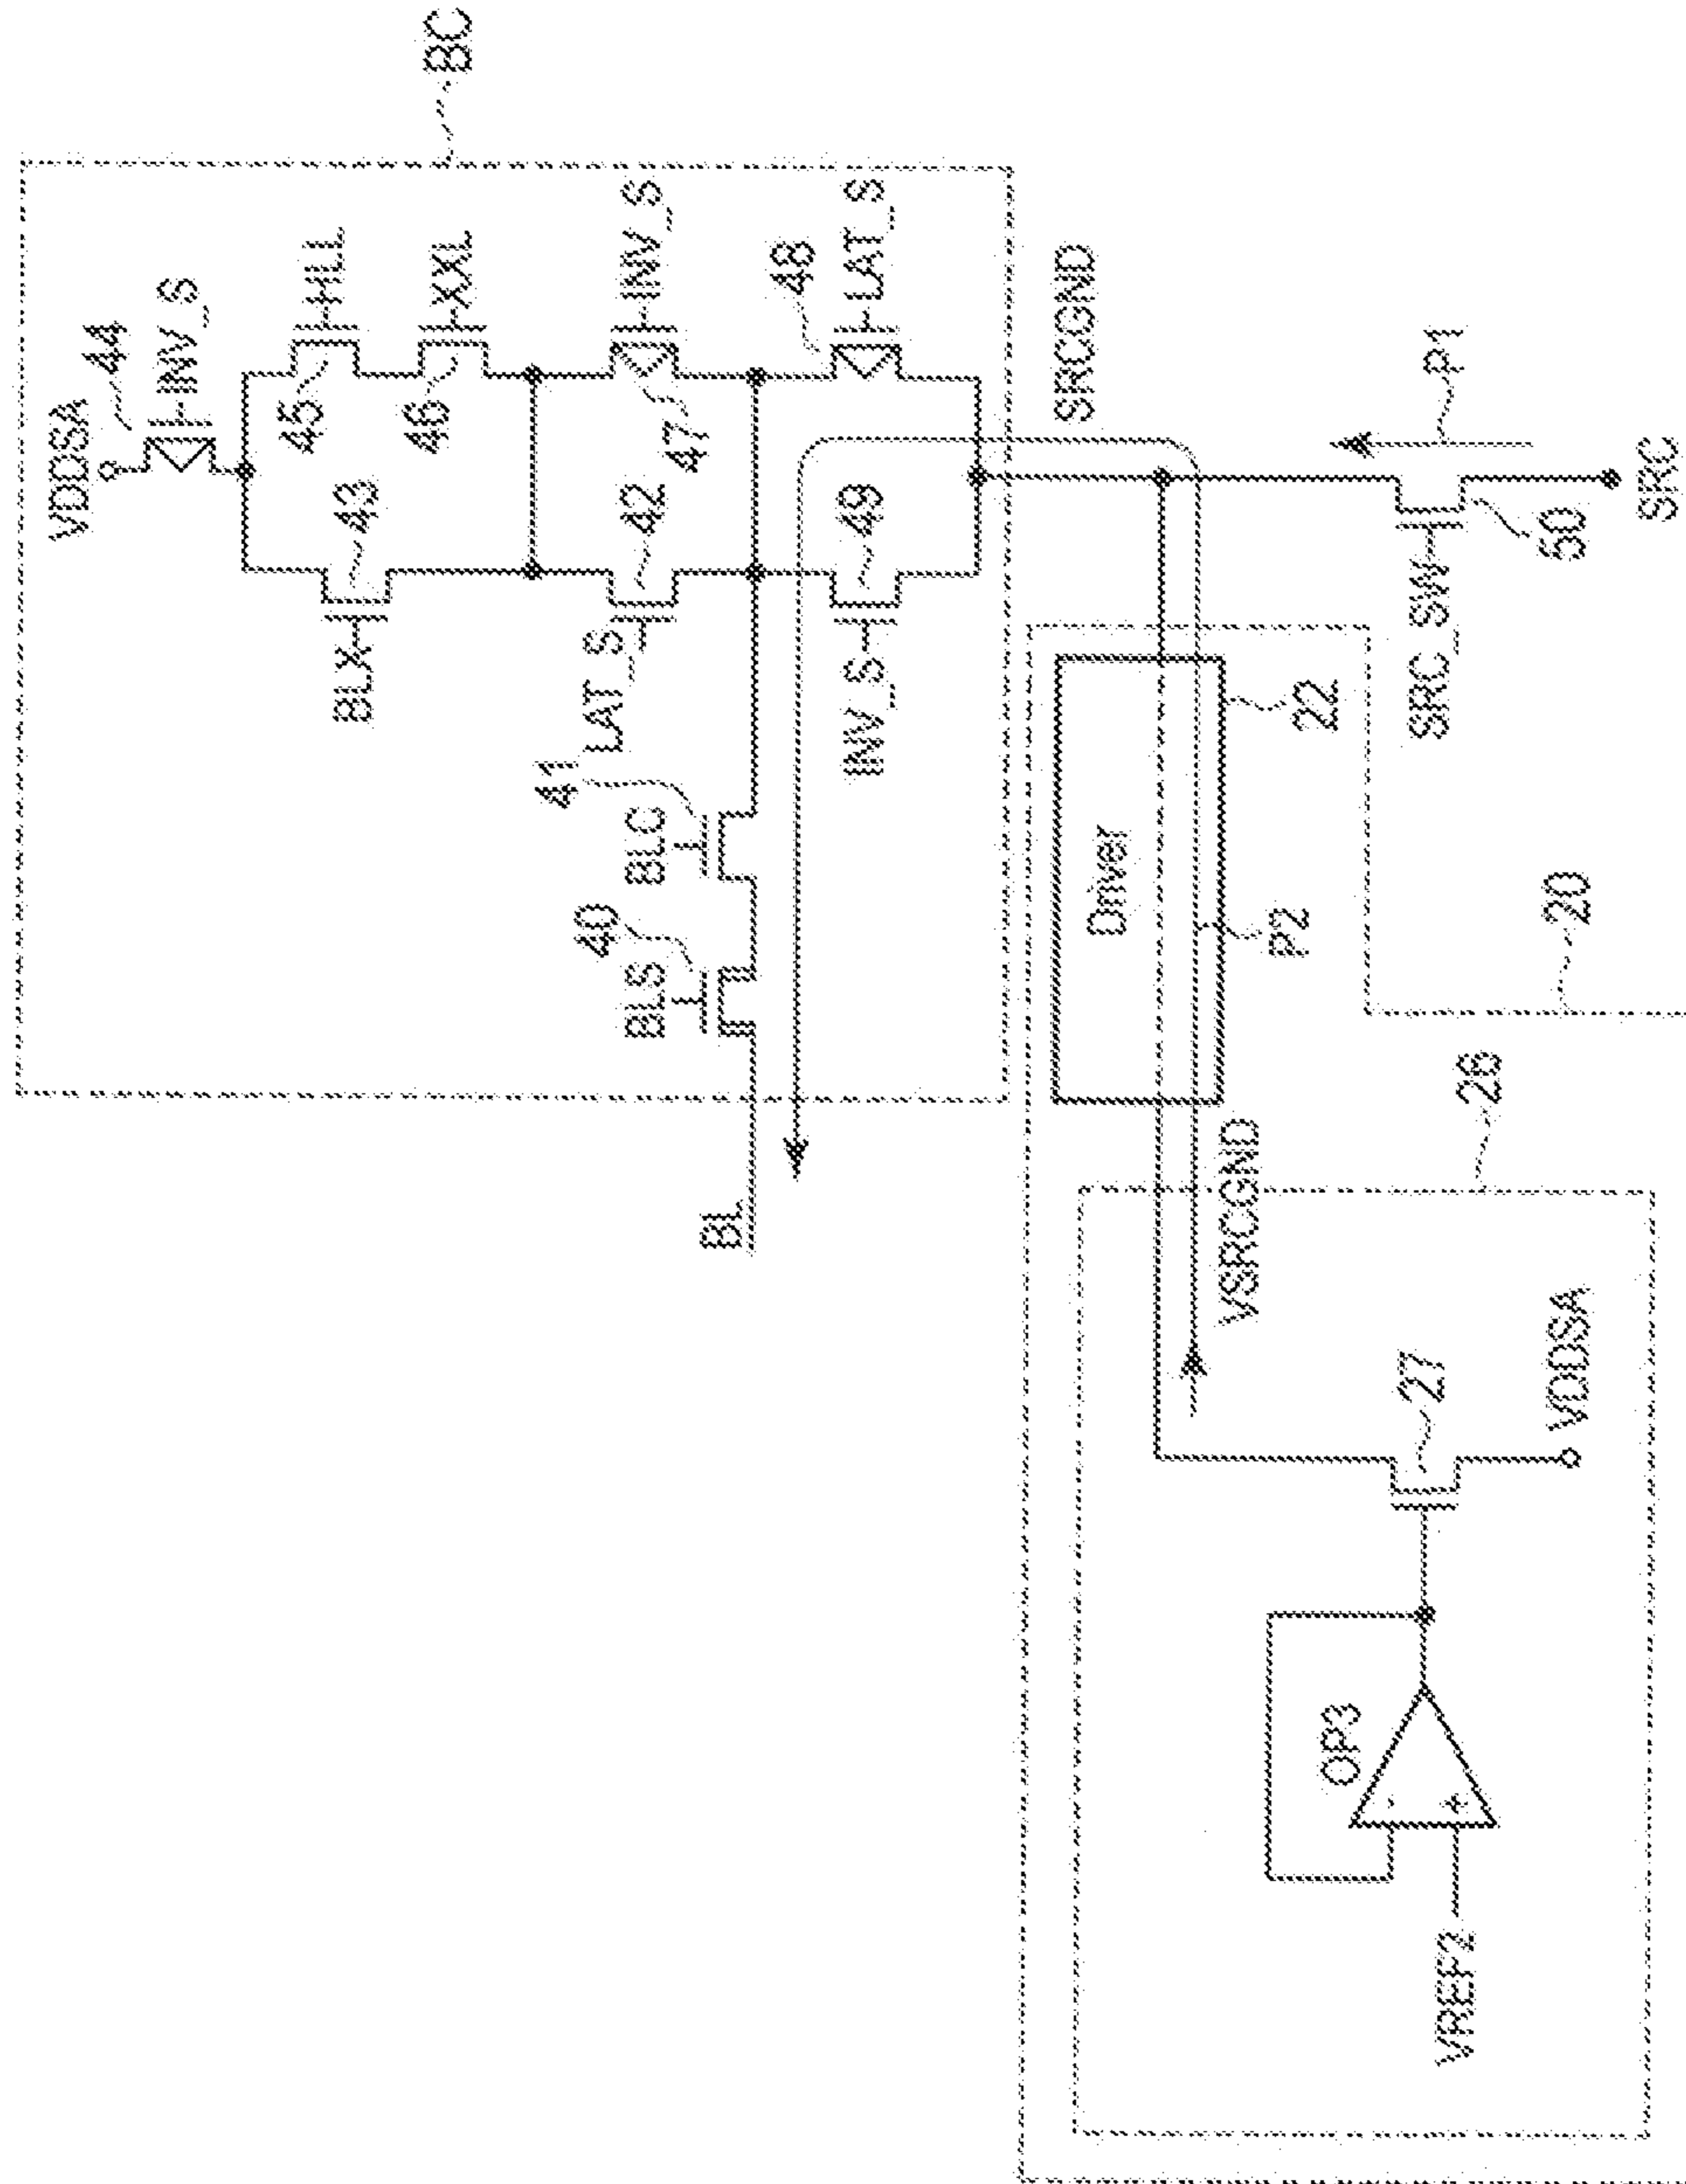 BC
VDDSA
44
INV_S
HLL
45
XXL
46
43
BLX
INV_S
47
42
LAT_S
41
BLC
40
BLS
48
LAT_S
49
INV_S
BL
SRCGND
P1
50
SRC
SRC_SW
Driver
22
P2
20
VSRCGND
26
27
VDDSA
OP3
-
+
VREF2